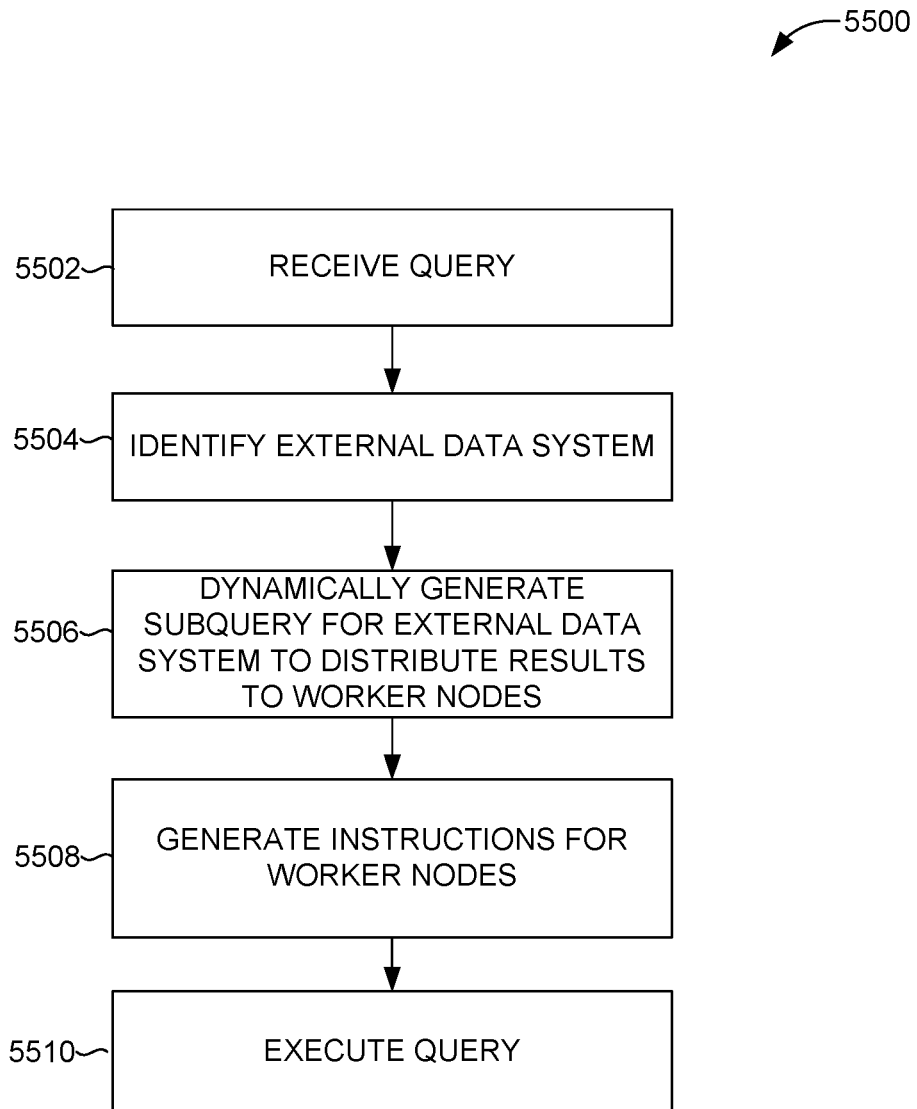 5500
5502
RECEIVE QUERY
5504
IDENTIFY EXTERNAL DATA SYSTEM
5506
DYNAMICALLY GENERATE
SUBQUERY FOR EXTERNAL DATA
SYSTEM TO DISTRIBUTE RESULTS
TO WORKER NODES
5508
GENERATE INSTRUCTIONS FOR
WORKER NODES
5510
EXECUTE QUERY